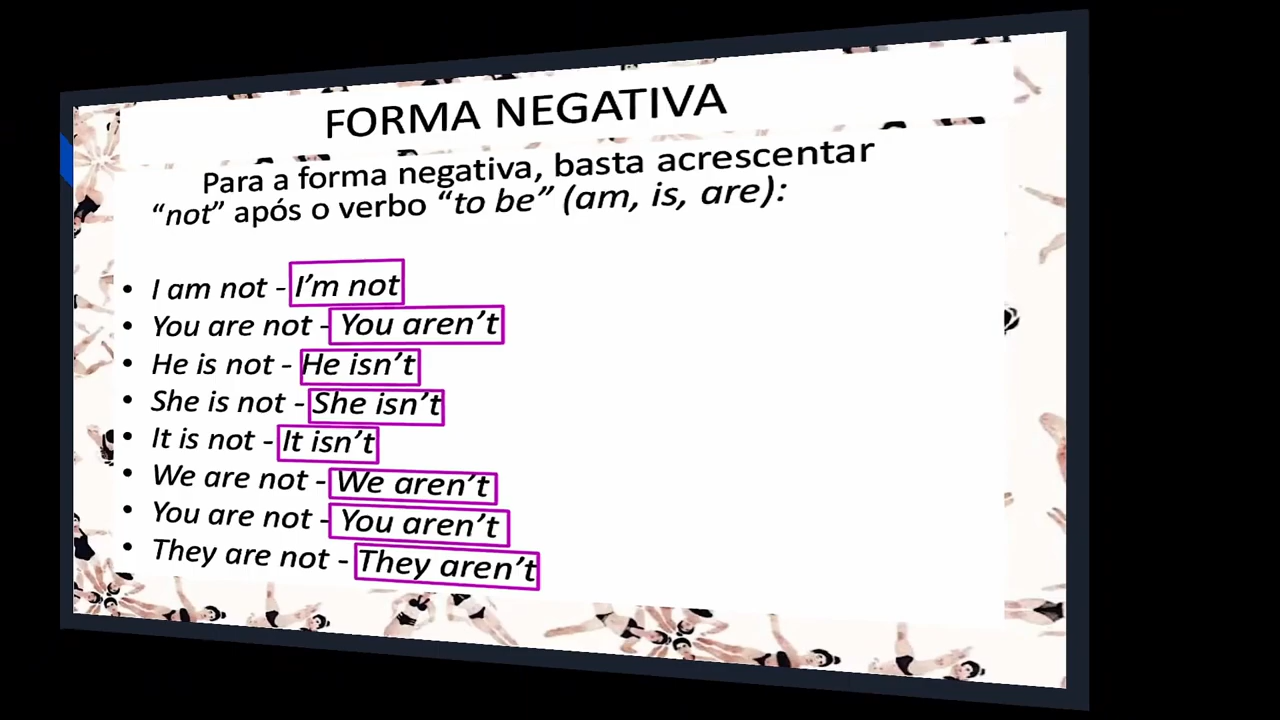 FORMA NEGATIVA
Para a forma negativa, basta acrescentar
“not” após o verbo “to be” (am, is, are):
• I am not - I’m not
• You are not - You aren’t
• He is not - He isn’t
• She is not - She isn’t
• It is not - It isn’t
• We are not - We aren’t
• You are not - You aren’t
• They are not - They aren’t